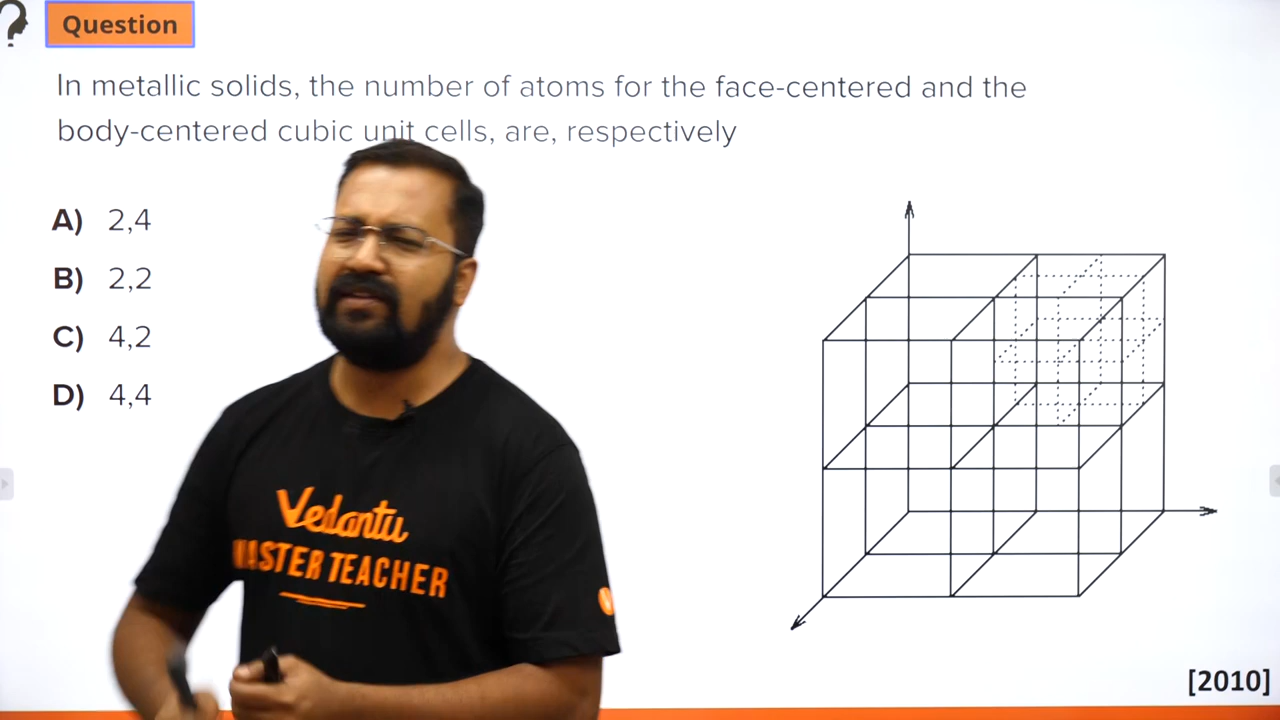 Question
In metallic solids, the number of atoms for the face-centered and the
body-centered cubic unit cells, are, respectively
A) 2,4
B) 2,2
C) 4,2
D) 4,4
Vedantu
MASTER TEACHER
[2010]